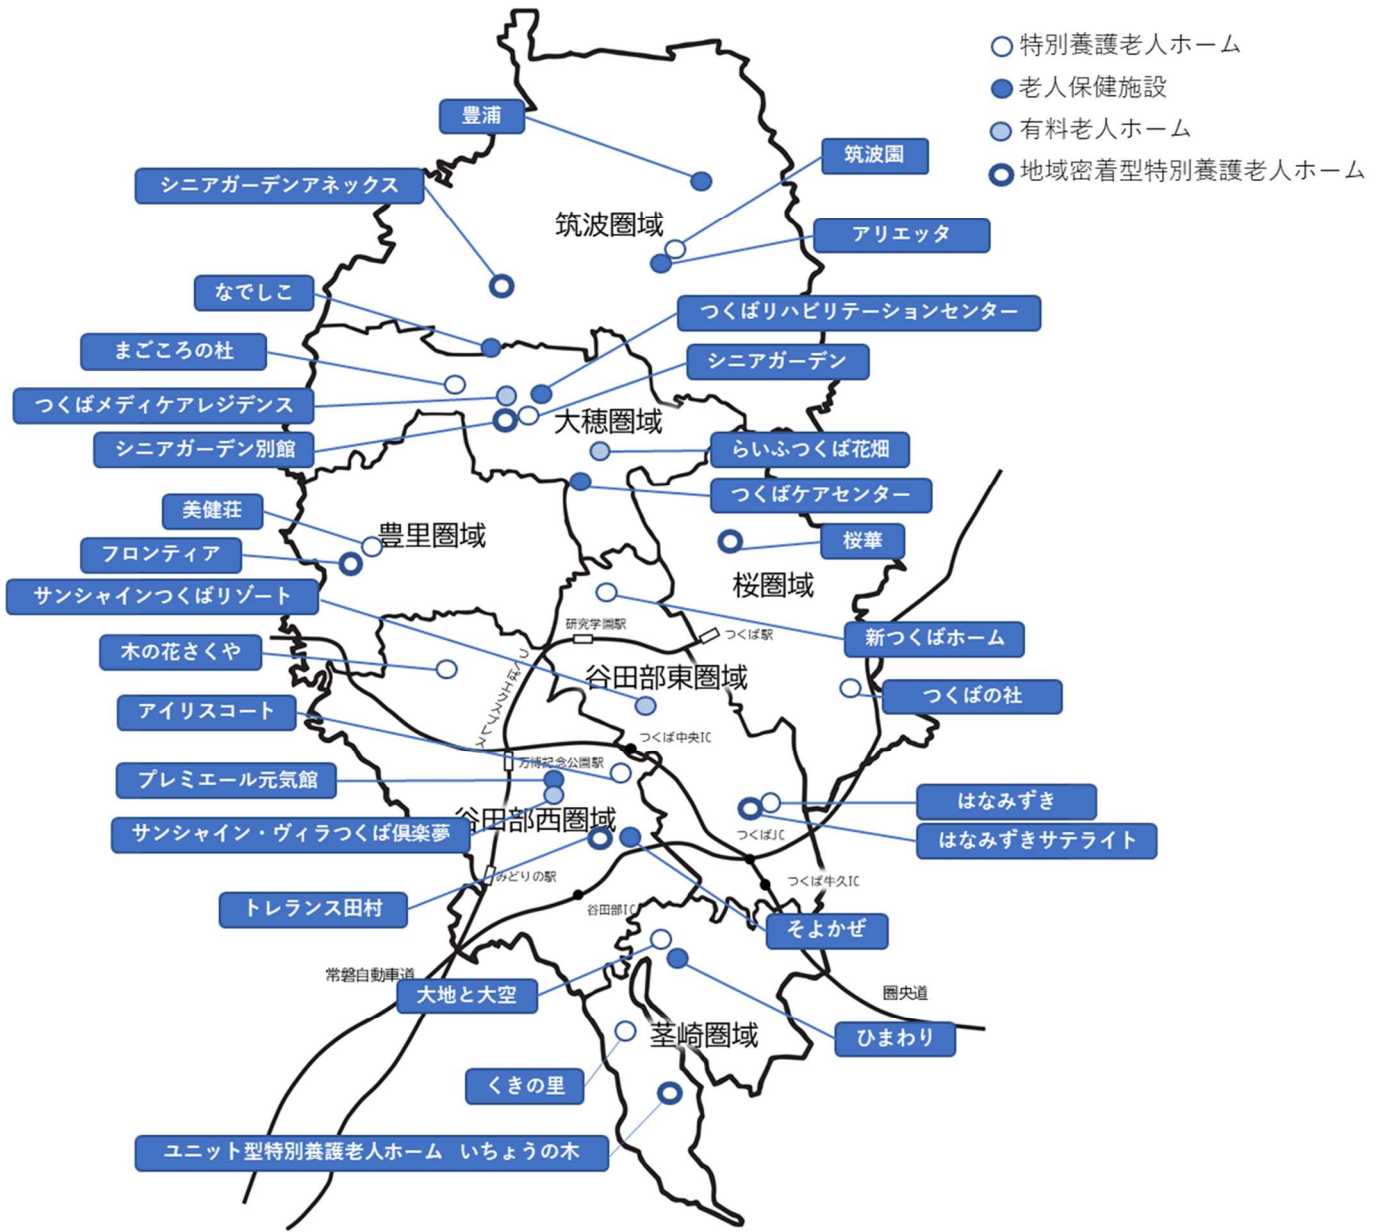 特別養護老人ホーム
老人保健施設
有料老人ホーム
地域密着型特別養護老人ホーム
豊浦
筑波園
シニアガーデンアネックス
筑波圏域
アリエッタ
なでしこ
つくばリハビリテーションセンター
まごころの杜
シニアガーデン
つくばメディケアレジデンス
大穂圏域
シニアガーデン別館
らいふつくば花畑
つくばケアセンター
美健荘
豊里圏域
桜華
フロンティア
桜圏域
サンシャインつくばリゾート
研究学園駅
つくば駅
新つくばホーム
木の花さくや
つくばエクスプレス
谷田部東圏域
つくばの社
アイリスコート
つくば中央IC
万博記念公園駅
プレミエール元気館
はなみずき
谷田部西圏域
サンシャイン・ヴィラつくば倶楽夢
つくばJC
はなみずきサテライト
みどりの駅
つくば牛久IC
トレランス田村
谷田部IC
そよかぜ
常磐自動車道
大地と大空
圏央道
茎崎圏域
ひまわり
くきの里
ユニット型特別養護老人ホーム いちょうの木